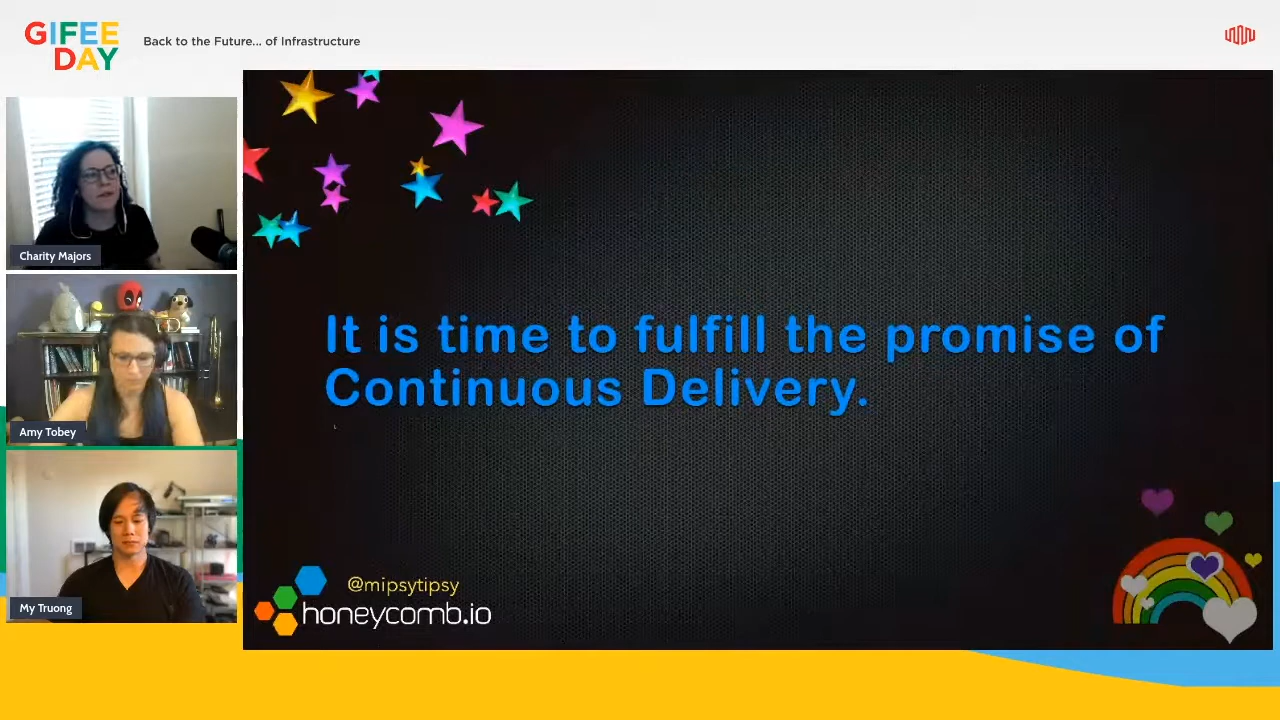 GIFEE
DAY
Back to the Future... of Infrastructure
Charity Majors
Amy Tobey
My Truong
It is time to fulfill the promise of
Continuous Delivery.
@mipsytipsy
honeycomb.io